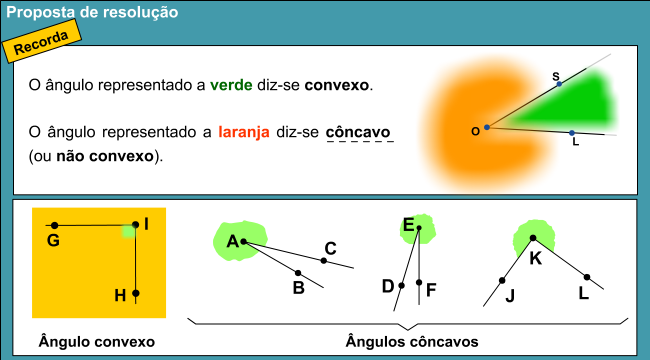 Proposta de resolução
Recorda
O ângulo representado a verde diz-se convexo.
O ângulo representado a laranja diz-se côncavo
(ou não convexo).
S
O
L
G
I
H
A
C
B
E
D
F
K
J
L
Ângulo convexo
Ângulos côncavos